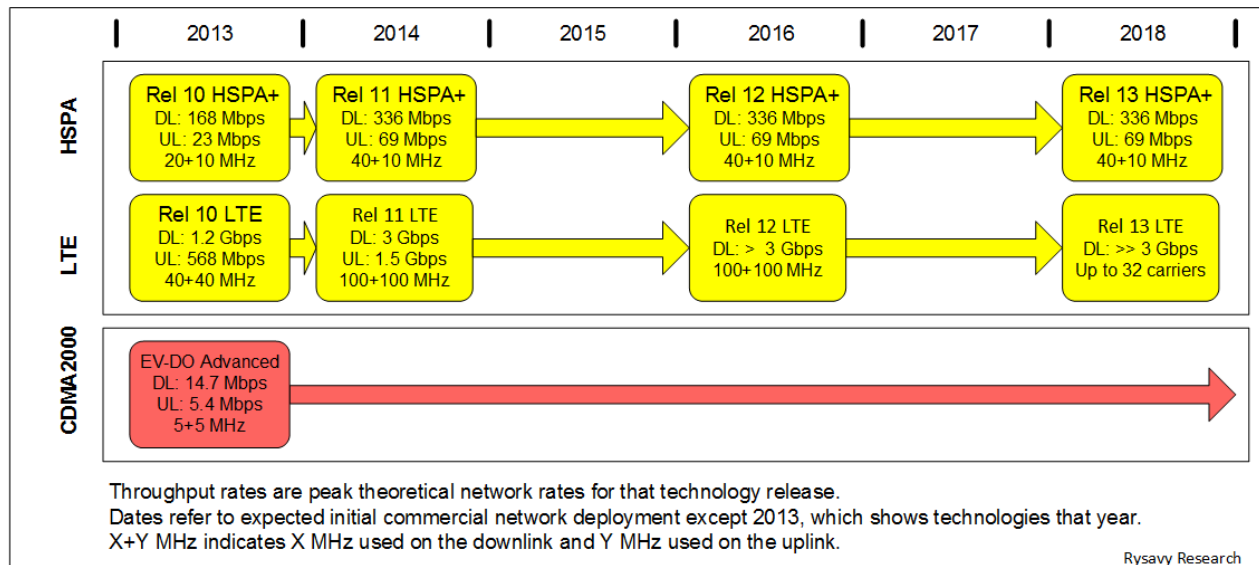 2013 2014 2015 2016 2017 2018
HSPA
Rel 10 HSPA+
DL: 168 Mbps
UL: 23 Mbps
20+10 MHz
Rel 11 HSPA+
DL: 336 Mbps
UL: 69 Mbps
40+10 MHz
Rel 12 HSPA+
DL: 336 Mbps
UL: 69 Mbps
40+10 MHz
Rel 13 HSPA+
DL: 336 Mbps
UL: 69 Mbps
40+10 MHz
LTE
Rel 10 LTE
DL: 1.2 Gbps
UL: 568 Mbps
40+40 MHz
Rel 11 LTE
DL: 3 Gbps
UL: 1.5 Gbps
100+100 MHz
Rel 12 LTE
DL: > 3 Gbps
100+100 MHz
Rel 13 LTE
DL: >> 3 Gbps
Up to 32 carriers
CDMA2000
EV-DO Advanced
DL: 14.7 Mbps
UL: 5.4 Mbps
5+5 MHz
Throughput rates are peak theoretical network rates for that technology release.
Dates refer to expected initial commercial network deployment except 2013, which shows technologies that year.
X+Y MHz indicates X MHz used on the downlink and Y MHz used on the uplink.
Rysavy Research